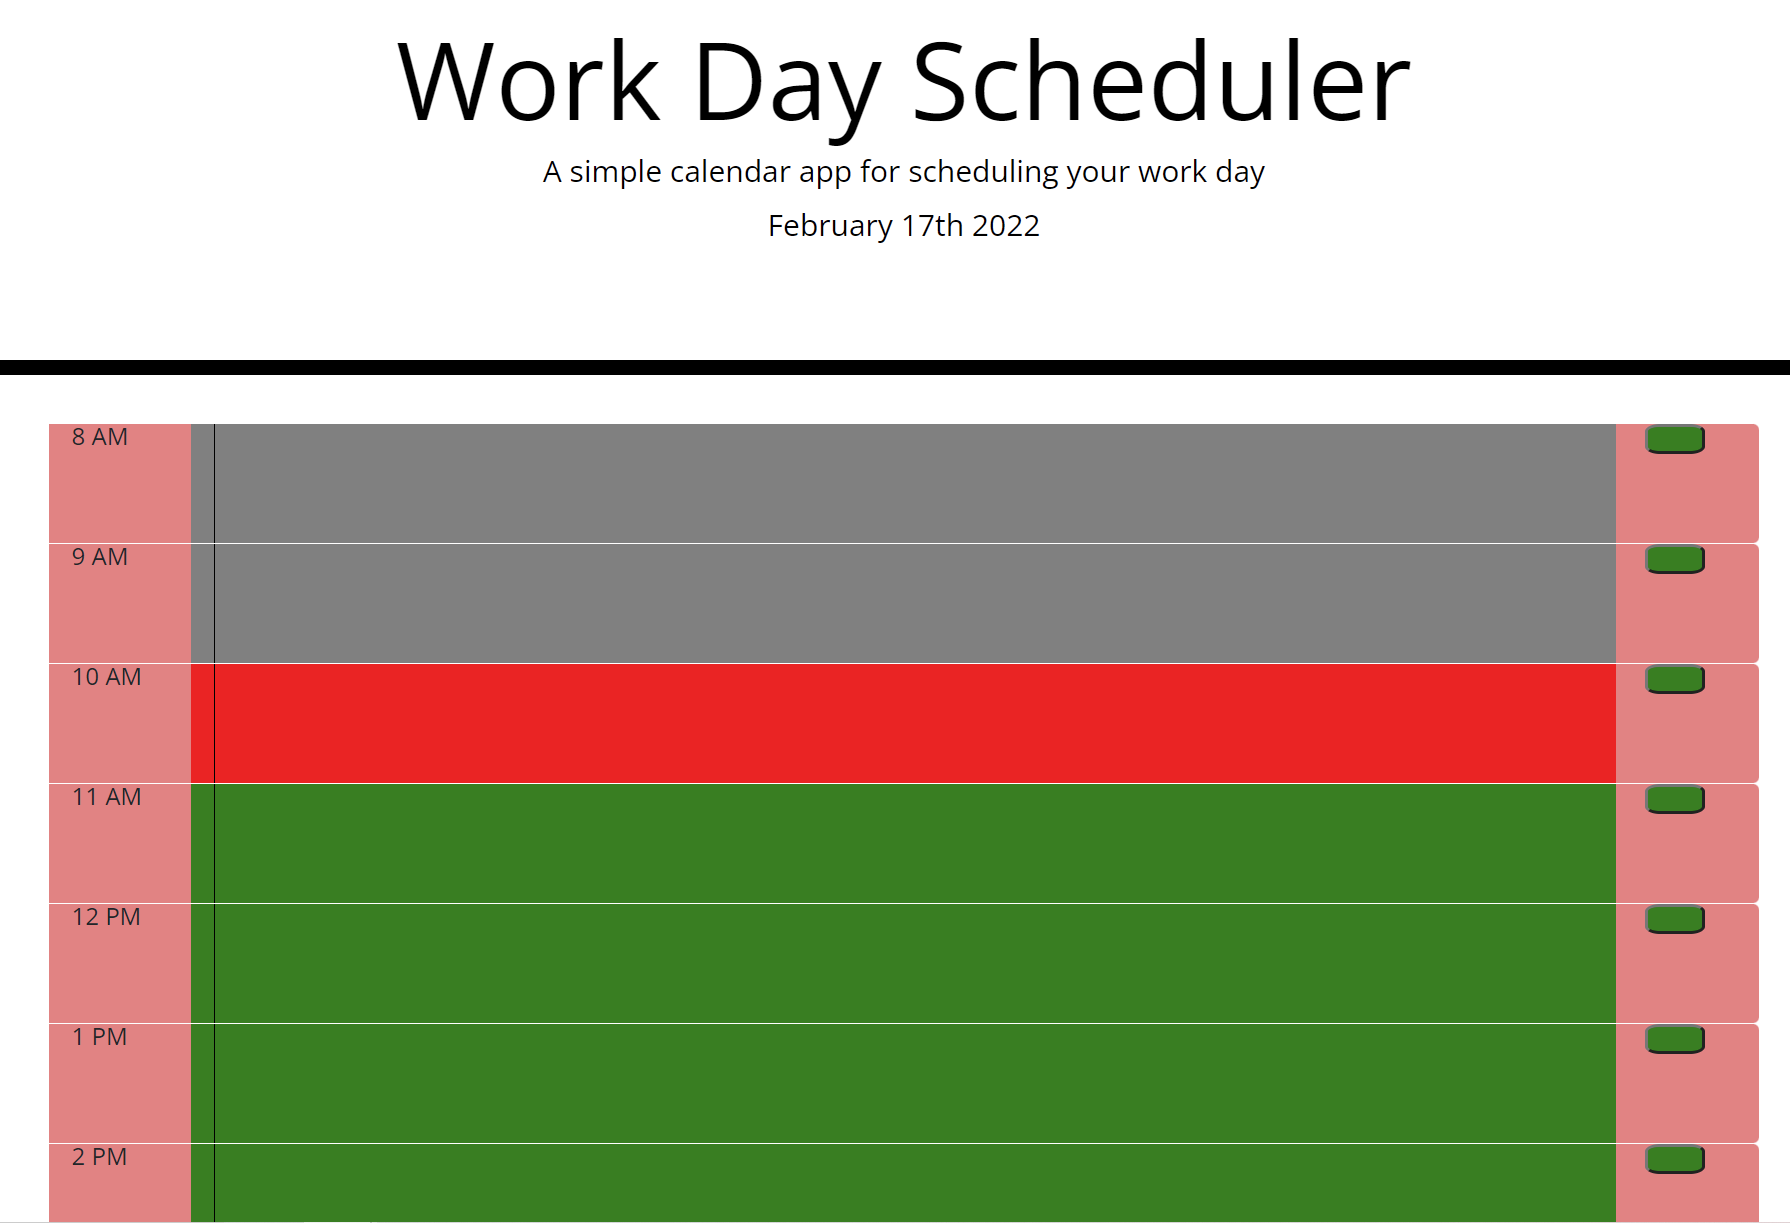 Work Day Scheduler
A simple calendar app for scheduling your work day
February 17th 2022
8 AM
9 AM
10 AM
11 AM
12 PM
1 PM
2 PM